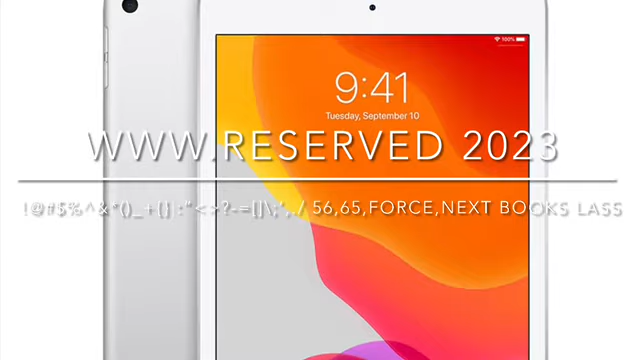 100%
9:41
Tuesday, September 10
WWW.RESERVED 2023
!@#$%^&*()_+{} :"<>?-=[]\;', / 56,65,FORCE,NEXT BOOKS LASS